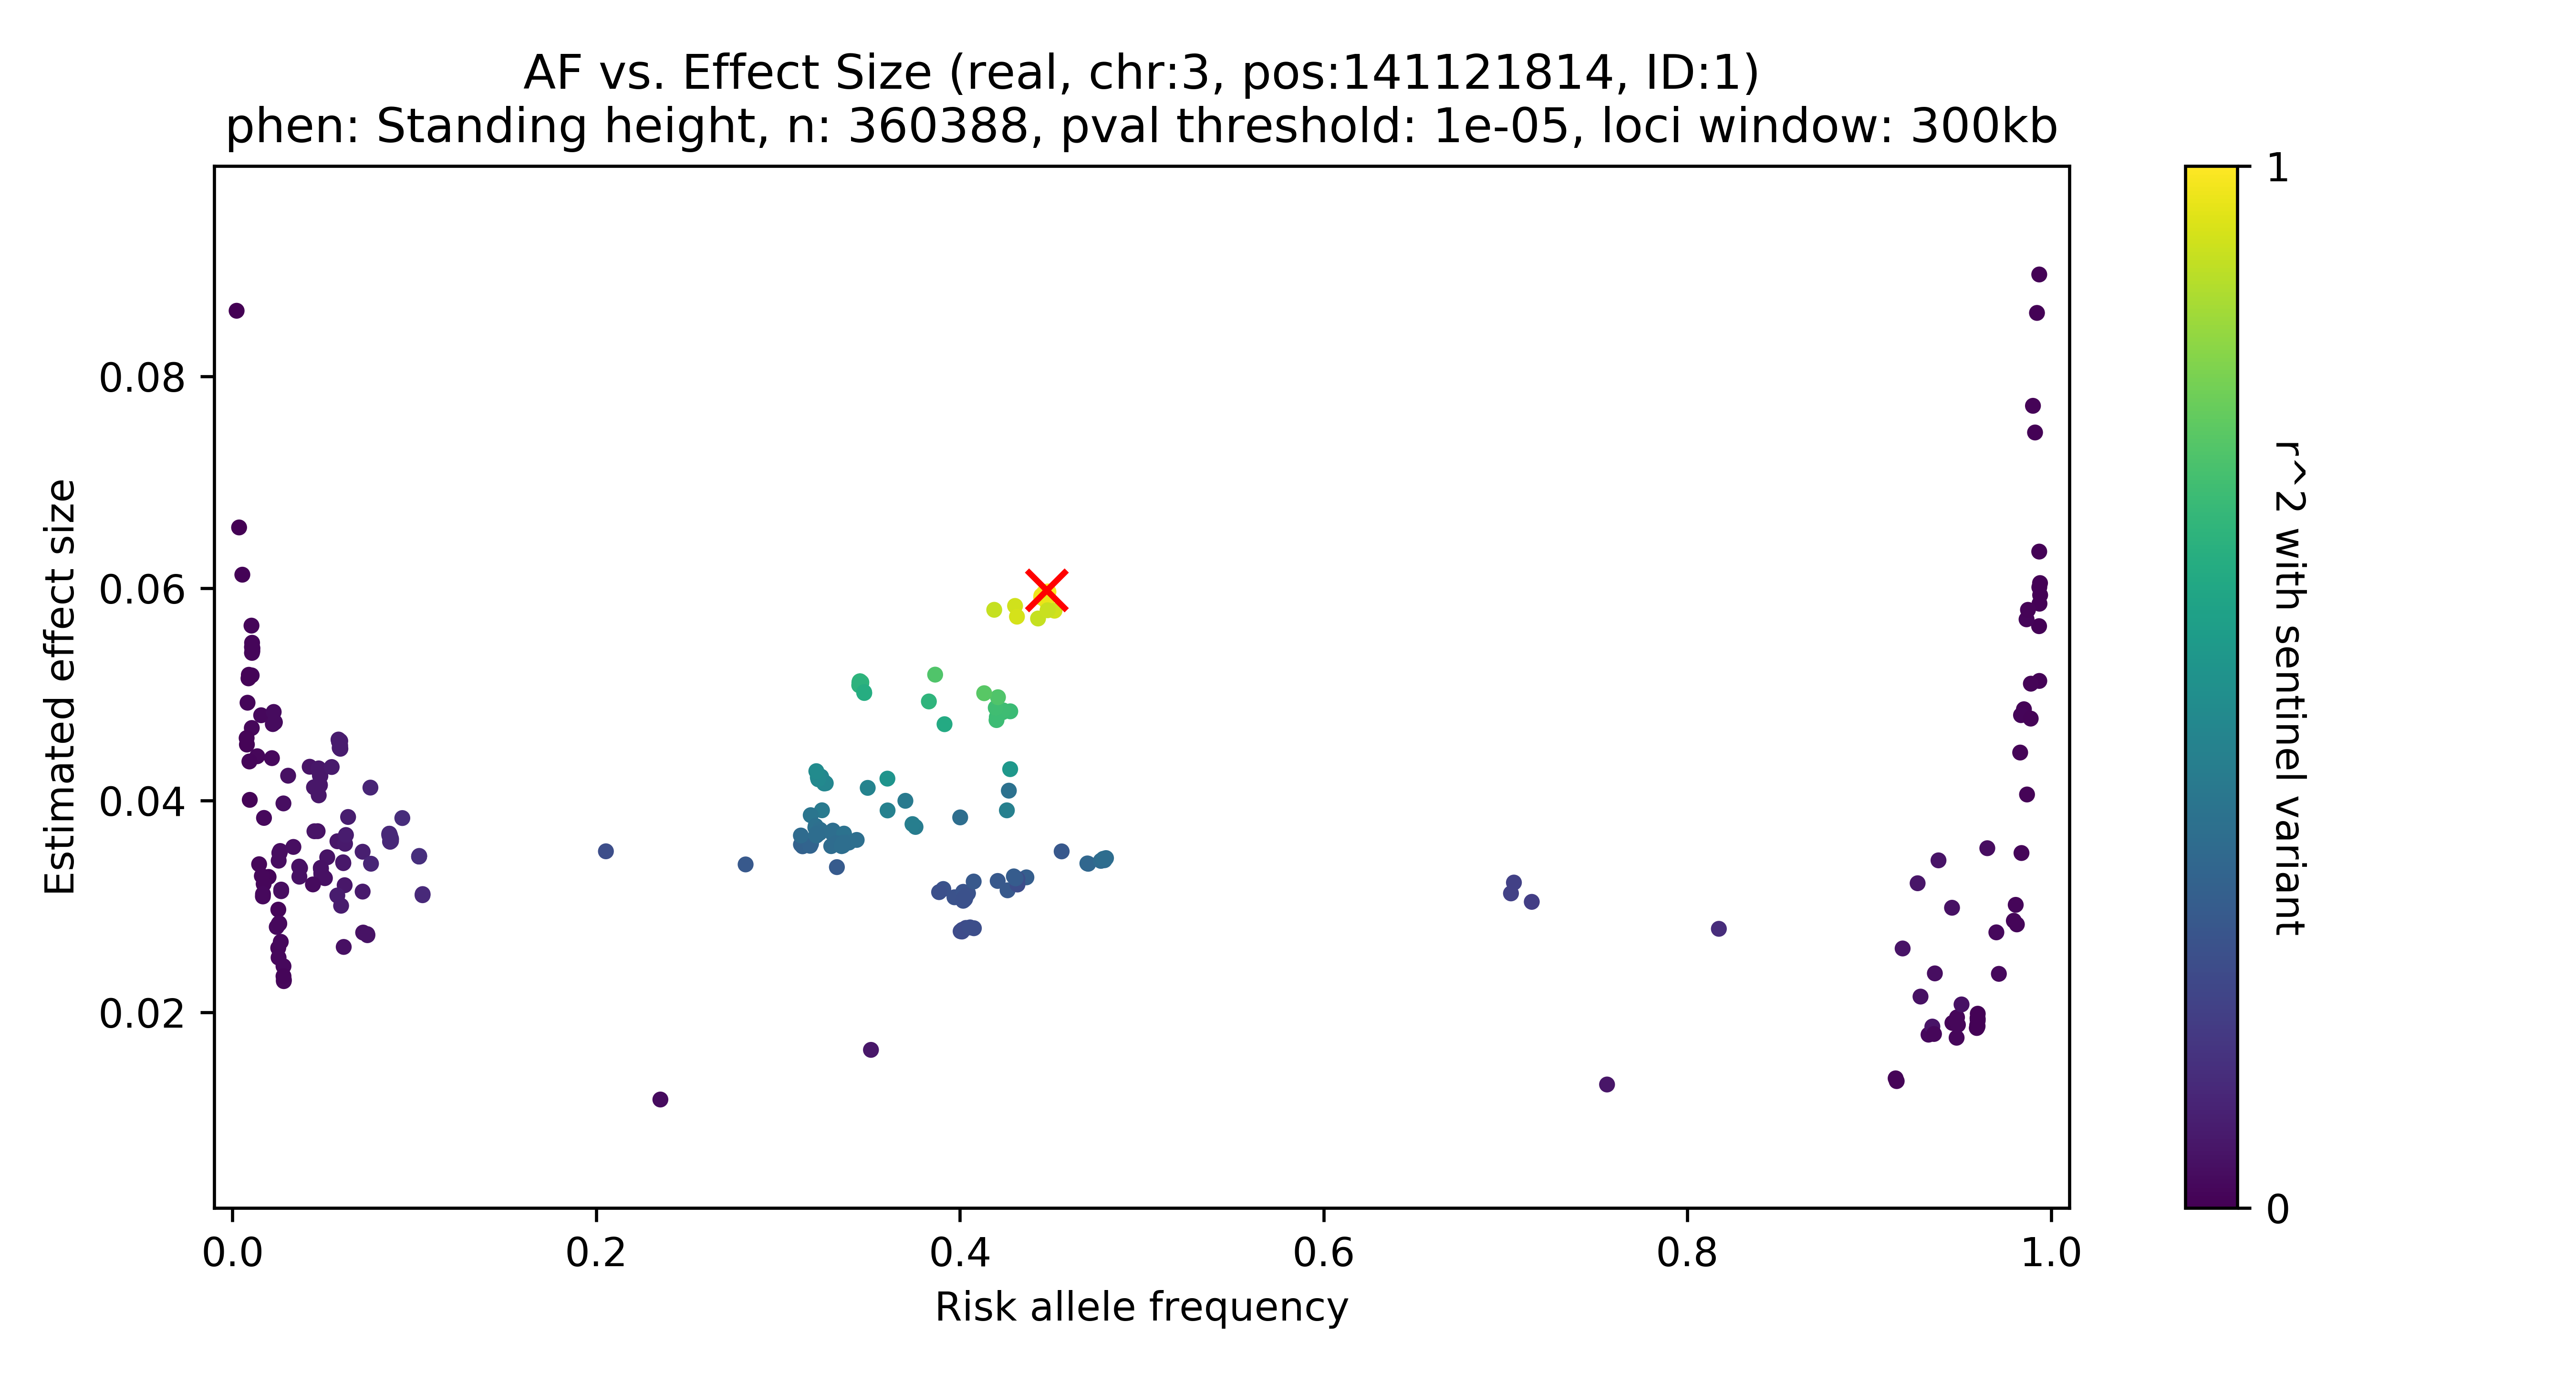 AF vs. Effect Size (real, chr:3, pos:141121814, ID:1)
phen: Standing height, n: 360388, pval threshold: 1e-05, loci window: 300kb
Estimated effect size
0.08
0.06
0.04
0.02
0.0
0.2
0.4
0.6
0.8
1.0
Risk allele frequency
1
0
r^2 with sentinel variant